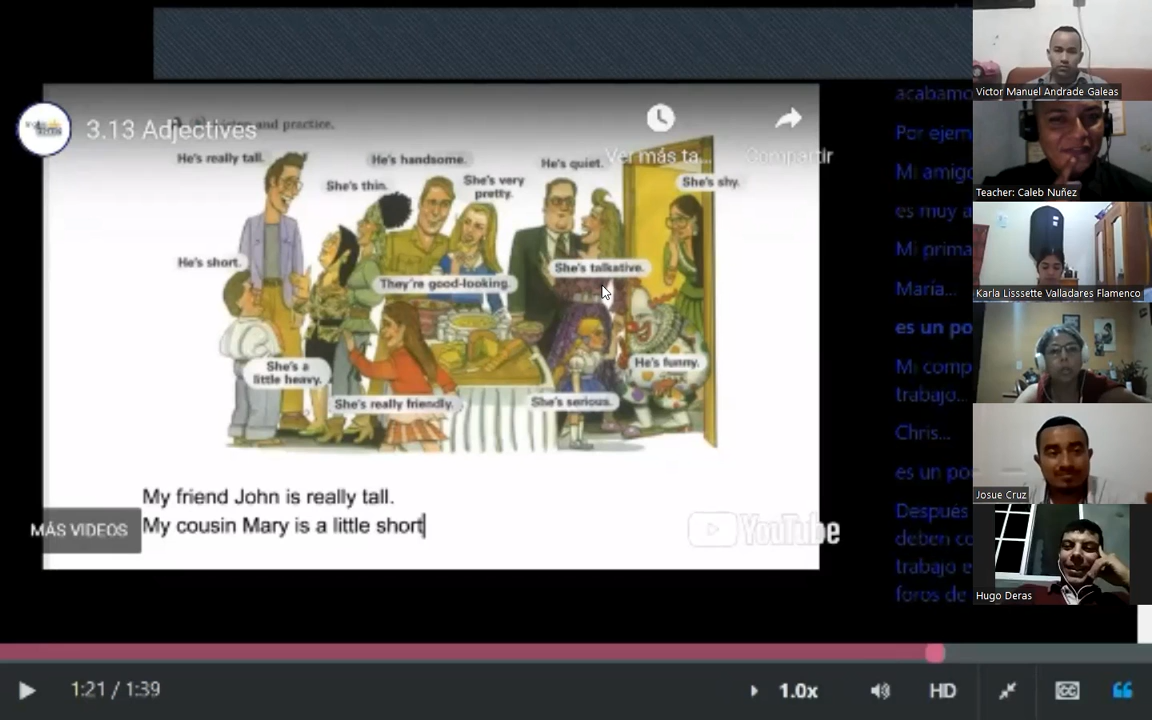 3.13 Adjectives
and practice.
Ver más ta...
Compartir
He's really tall.
He's handsome.
He's quiet.
She's thin.
She's very
pretty.
She's shy.
He's short.
They're good-looking.
She's talkative.
She's a
little heavy.
He's funny.
She's really friendly.
She's serious.
My friend John is really tall.
My cousin Mary is a little short
MÁS VIDEOS
YouTube
acabamo
Por ejem
Mi amigo
es muy a
Mi prima
María...
es un po
Mi comp
trabajo..
Chris...
es un po
Después
deben co
trabajo e
foros de
Victor Manuel Andrade Galeas
Teacher: Caleb Nuñez
Karla Lisssette Valladares Flamenco
Josue Cruz
Hugo Deras
1:21 / 1:39
1.0x
HD
CC